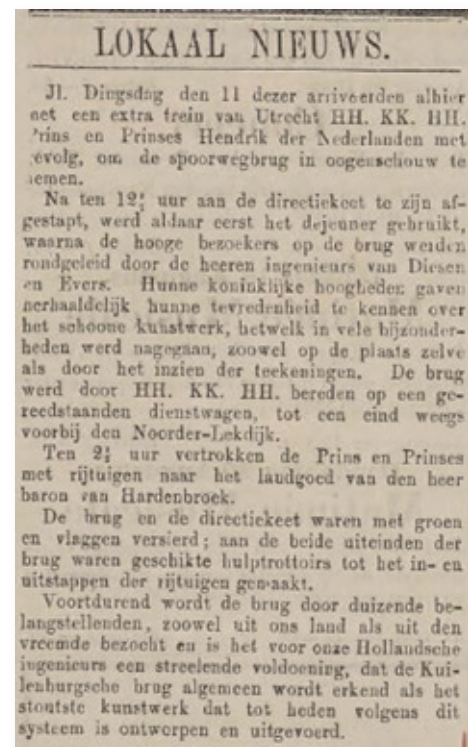 LOKAAL NIEUWS.
Jl. Dingsdag den 11 dezer arriveerden alhier
met een extra trein van Utrecht HH. KK. HH.
Prins en Prinses Hendrik der Nederlanden met
gevolg, om de spoorwegbrug in oogenschouw te
nemen.
Na ten 12½ uur aan de directiekeet te zijn af-
gestapt, werd aldaar eerst het dejeuner gebruikt,
waarna de hooge bezoekers op de brug werden
rondgeleid door de heeren ingenieurs van Diesen
en Evers. Hunne koninklijke hoogheden gaven
herhaaldelijk hunne tevredenheid te kennen over
het schoone kunstwerk, hetwelk in vele bijzonder-
heden werd nagegaan, zoowel op de plaats zelve
als door het inzien der teekeningen. De brug
werd door HH. KK. HH. bereden op een ge-
reedstaanden dienstwagen, tot een eind weegs
voorbij den Noorder-Lekdijk.
Ten 2½ uur vertrokken de Prins en Prinses
met rijtuigen naar het landgoed van den heer
baron van Hardenbroek.
De brug en de directiekeet waren met groen
en vlaggen versierd; aan de beide uiteinden der
brug waren geschikte hulptrottoirs tot het in- en
uitstappen der rijtuigen gemaakt.
Voortdurend wordt de brug door duizende be-
langstellenden, zoowel uit ons land als uit den
vreemde bezocht en is het voor onze Hollandsche
ingenieurs een streelende voldoening, dat de Kui-
lenburgsche brug algemeen wordt erkend als het
stoutste kunstwerk dat tot heden volgens dit
systeem is ontworpen en uitgevoerd.